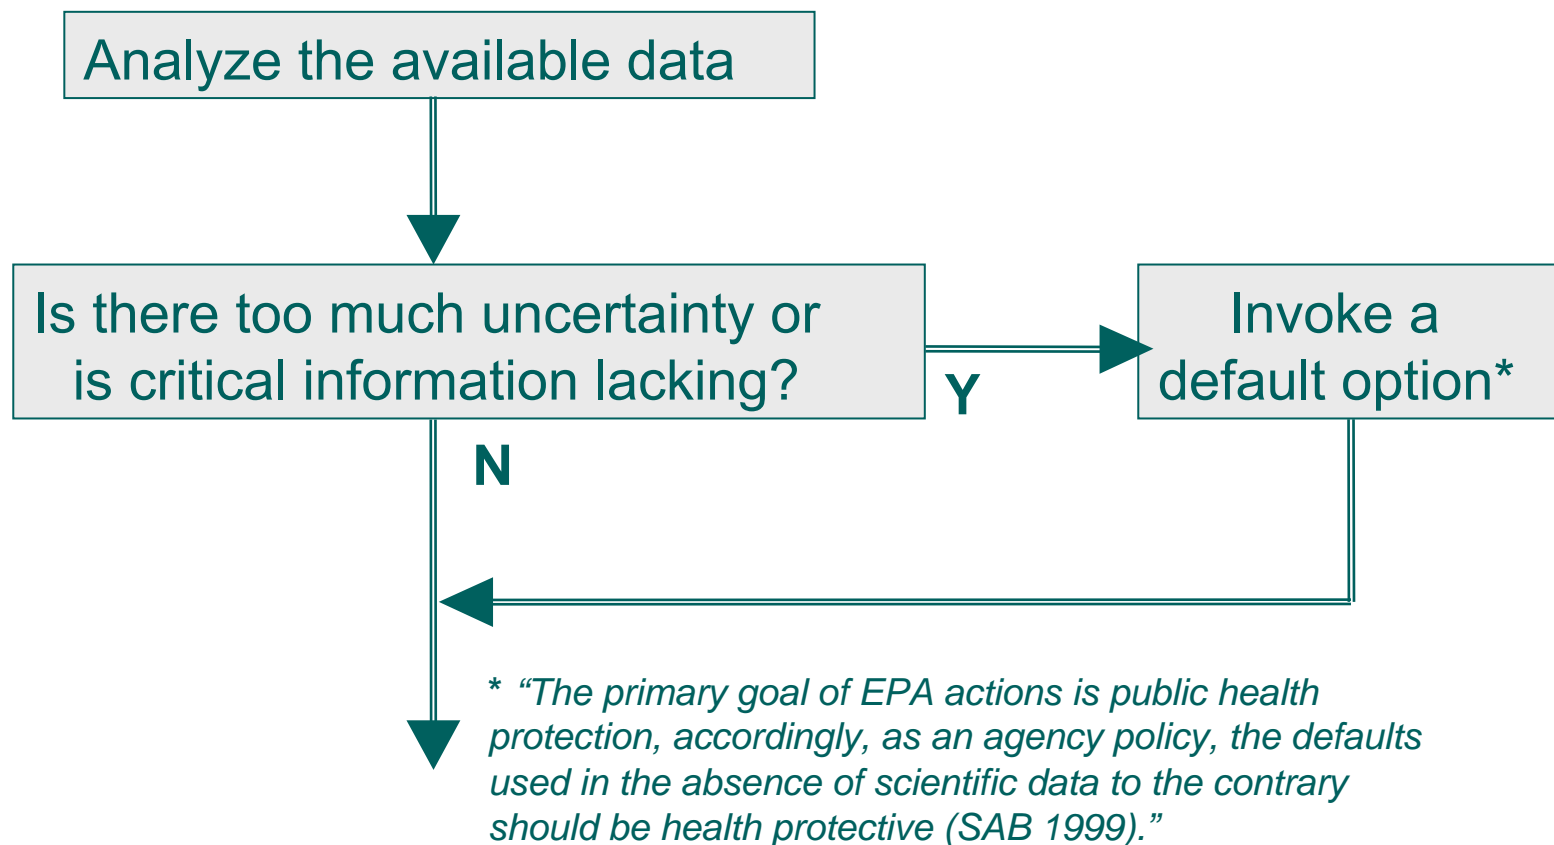 Analyze the available data
Is there too much uncertainty or
is critical information lacking?
Y
Invoke a
default option*
N
* “The primary goal of EPA actions is public health
protection, accordingly, as an agency policy, the defaults
used in the absence of scientific data to the contrary
should be health protective (SAB 1999).”